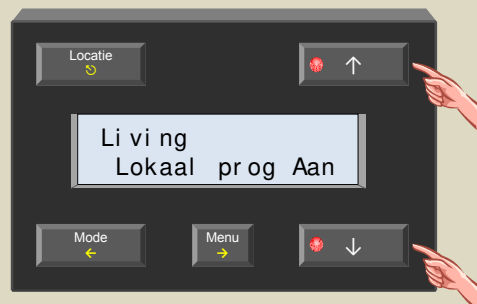 Locatie
↑
Living
Lokaal prog Aan
Mode
←
Menu
→
↓